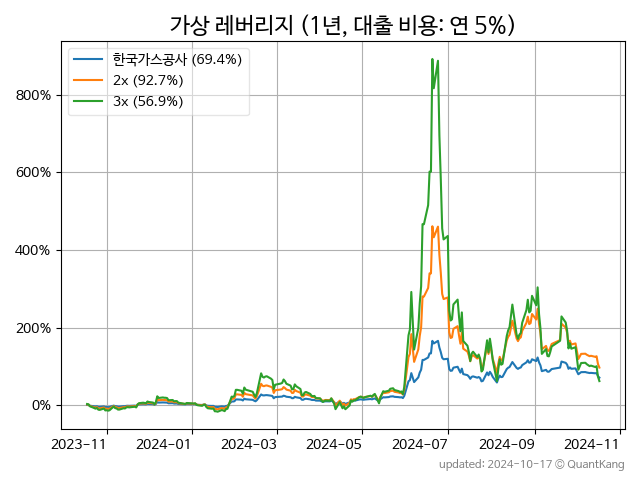 가상 레버리지 (1년, 대출 비용: 연 5%)
한국가스공사 (69.4%)
2x (92.7%)
3x (56.9%)
800%
600%
400%
200%
0%
2023-11 2024-01 2024-03 2024-05 2024-07 2024-09 2024-11
updated: 2024-10-17 © QuantKang